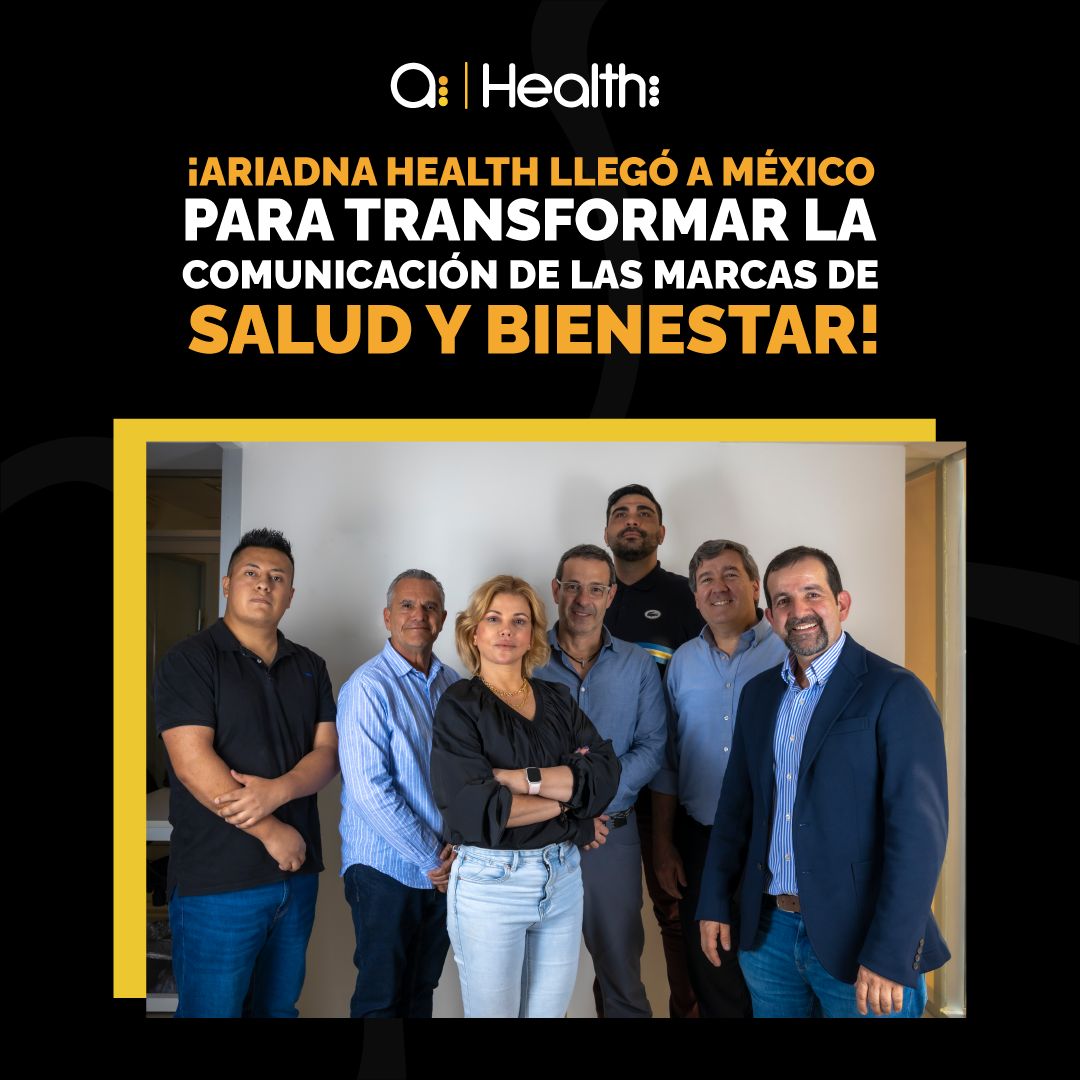 a: | Health
¡ARIADNA HEALTH LLEGÓ A MÉXICO
PARA TRANSFORMAR LA
COMUNICACIÓN DE LAS MARCAS DE
SALUD Y BIENESTAR!